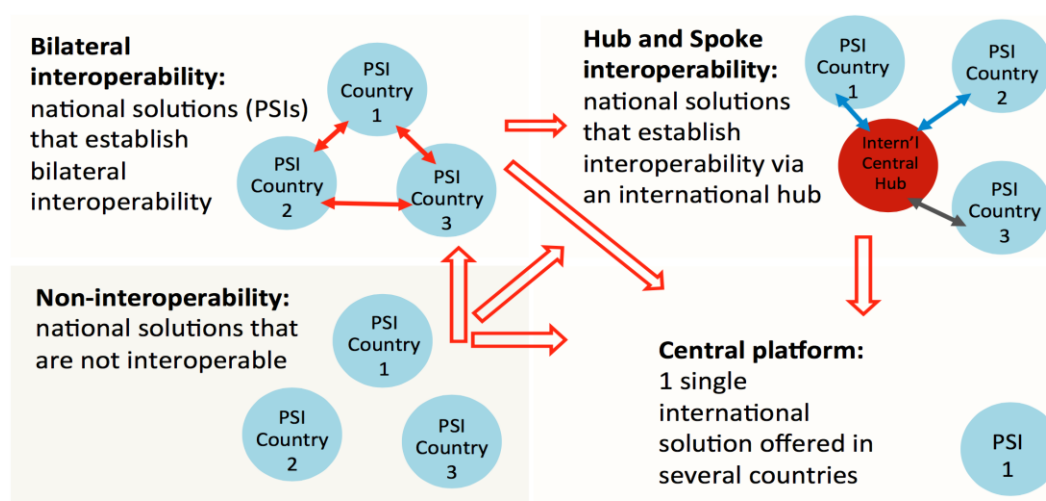 Bilateral
interoperability:
national solutions (PSIs)
that establish
bilateral
interoperability
PSI
Country
1
PSI
Country
2
PSI
Country
3
Hub and Spoke
interoperability:
national solutions
that establish
interoperability via
an international hub
PSI
Country
1
PSI
Country
2
Intern'l
Central
Hub
PSI
Country
3
Non-interoperability:
national solutions that
are not interoperable
PSI
Country
1
PSI
Country
2
PSI
Country
3
Central platform:
1 single
international
solution offered in
several countries
PSI
1